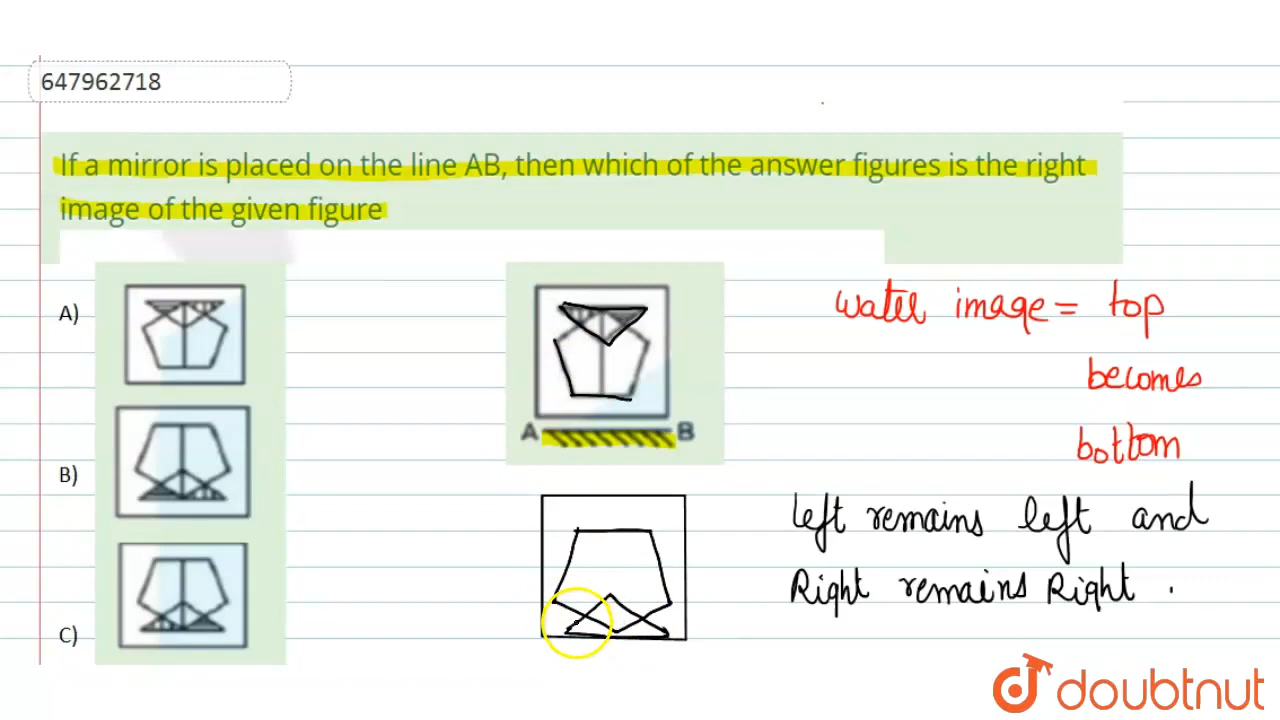 647962718
If a mirror is placed on the line AB, then which of the answer figures is the right
image of the given figure
A)
B)
C)
A B
water image = top
becomes
bottom
Left remains left and
Right remains Right .
doubtnut